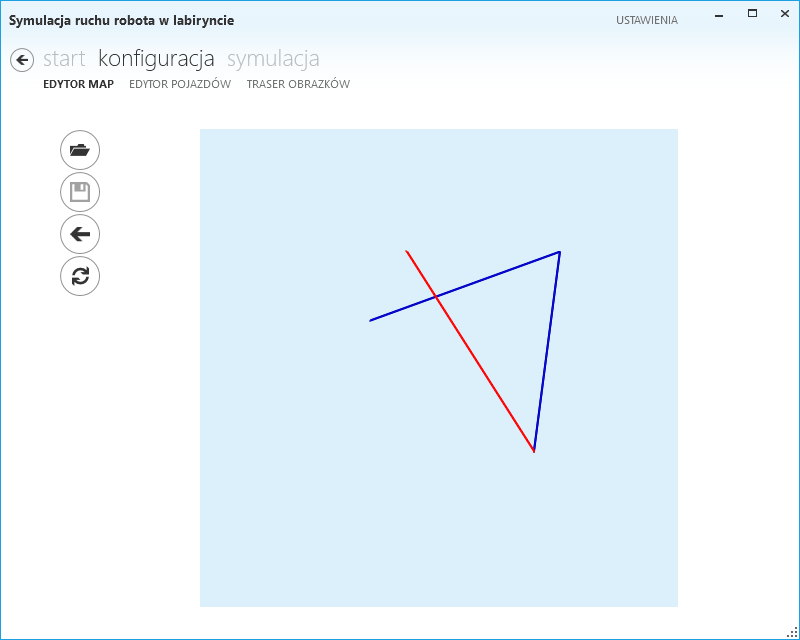 Symulacja ruchu robota w labiryncie
USTAWIENIA
start konfiguracja symulacja
EDYTOR MAP EDYTOR POJAZDÓW TRASER OBRAZKÓW